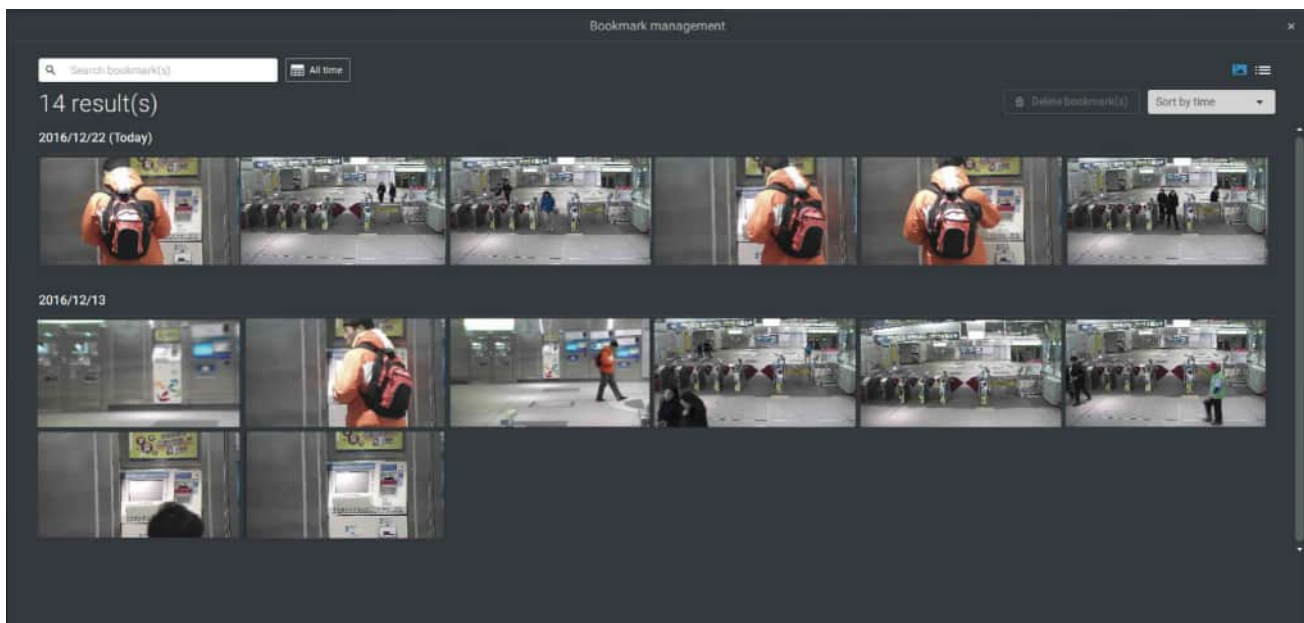 Bookmark management
Search bookmark(s)
All time
14 result(s)
Delete bookmark(s)
Sort by time
2016/12/22 (Today)
2016/12/13